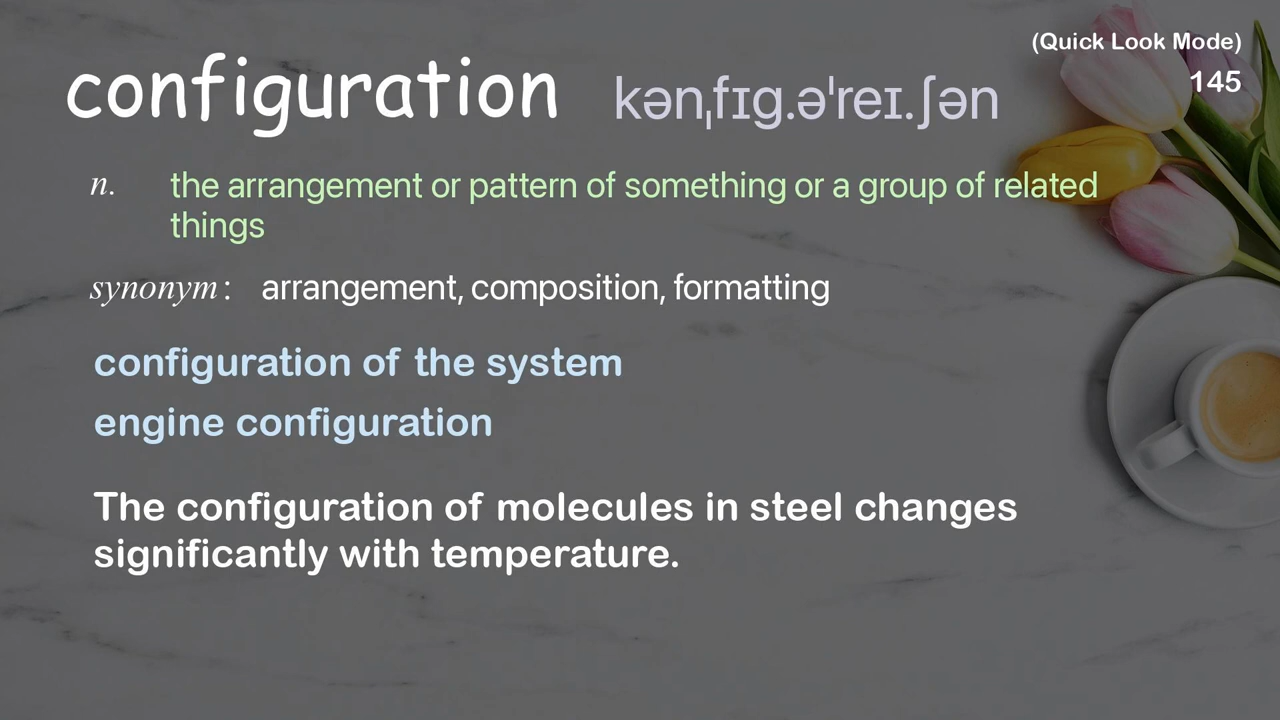 (Quick Look Mode)
145
configuration kənˌfɪg.əˈreɪ.ʃən
n. the arrangement or pattern of something or a group of related
things
synonym: arrangement, composition, formatting
configuration of the system
engine configuration
The configuration of molecules in steel changes
significantly with temperature.